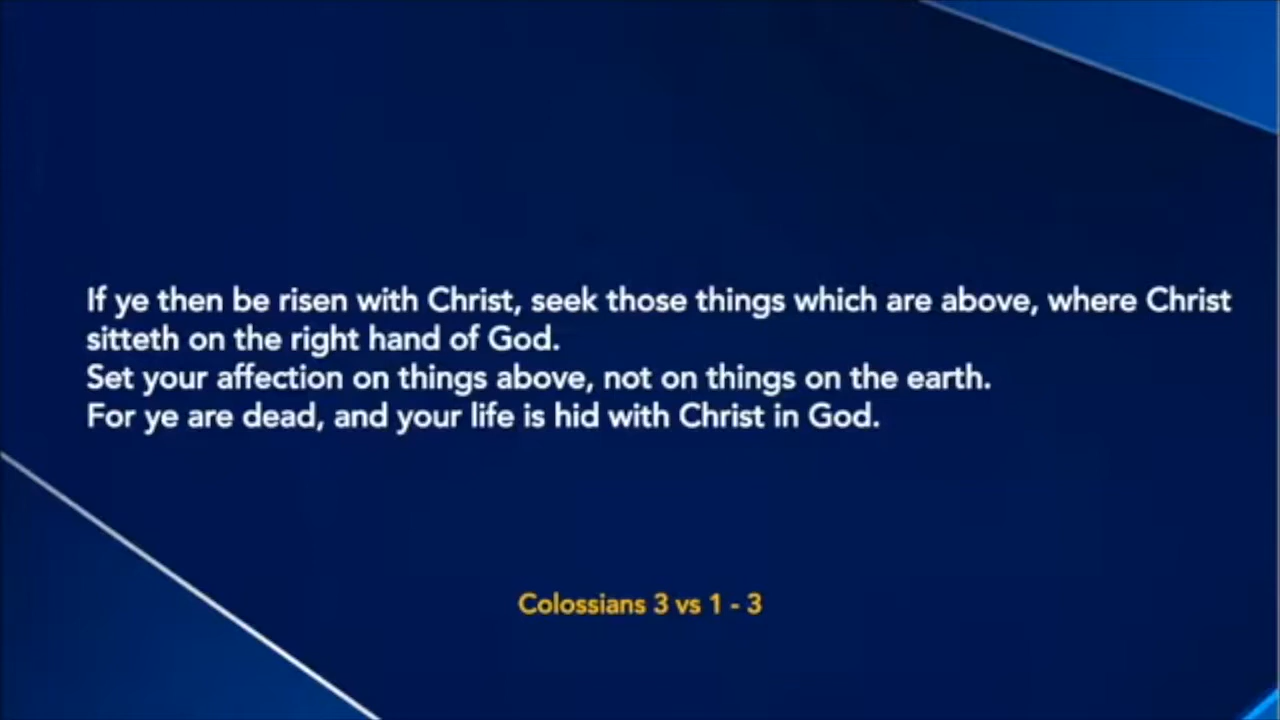 If ye then be risen with Christ, seek those things which are above, where Christ
sitteth on the right hand of God.
Set your affection on things above, not on things on the earth.
For ye are dead, and your life is hid with Christ in God.
Colossians 3 vs 1 - 3